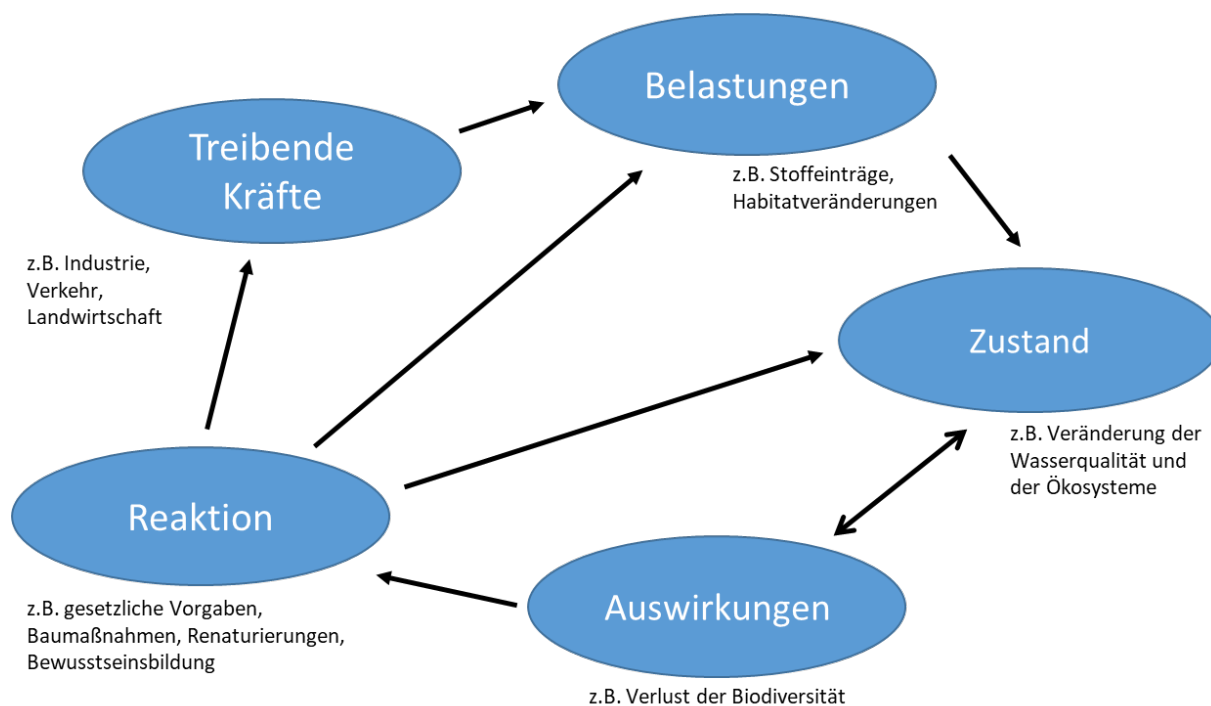 Belastungen
z.B. Stoffeinträge,
Habitatveränderungen
Treibende
Kräfte
z.B. Industrie,
Verkehr,
Landwirtschaft
Zustand
z.B. Veränderung der
Wasserqualität und
der Ökosysteme
Reaktion
z.B. gesetzliche Vorgaben,
Baumaßnahmen, Renaturierungen,
Bewusstseinsbildung
Auswirkungen
z.B. Verlust der Biodiversität